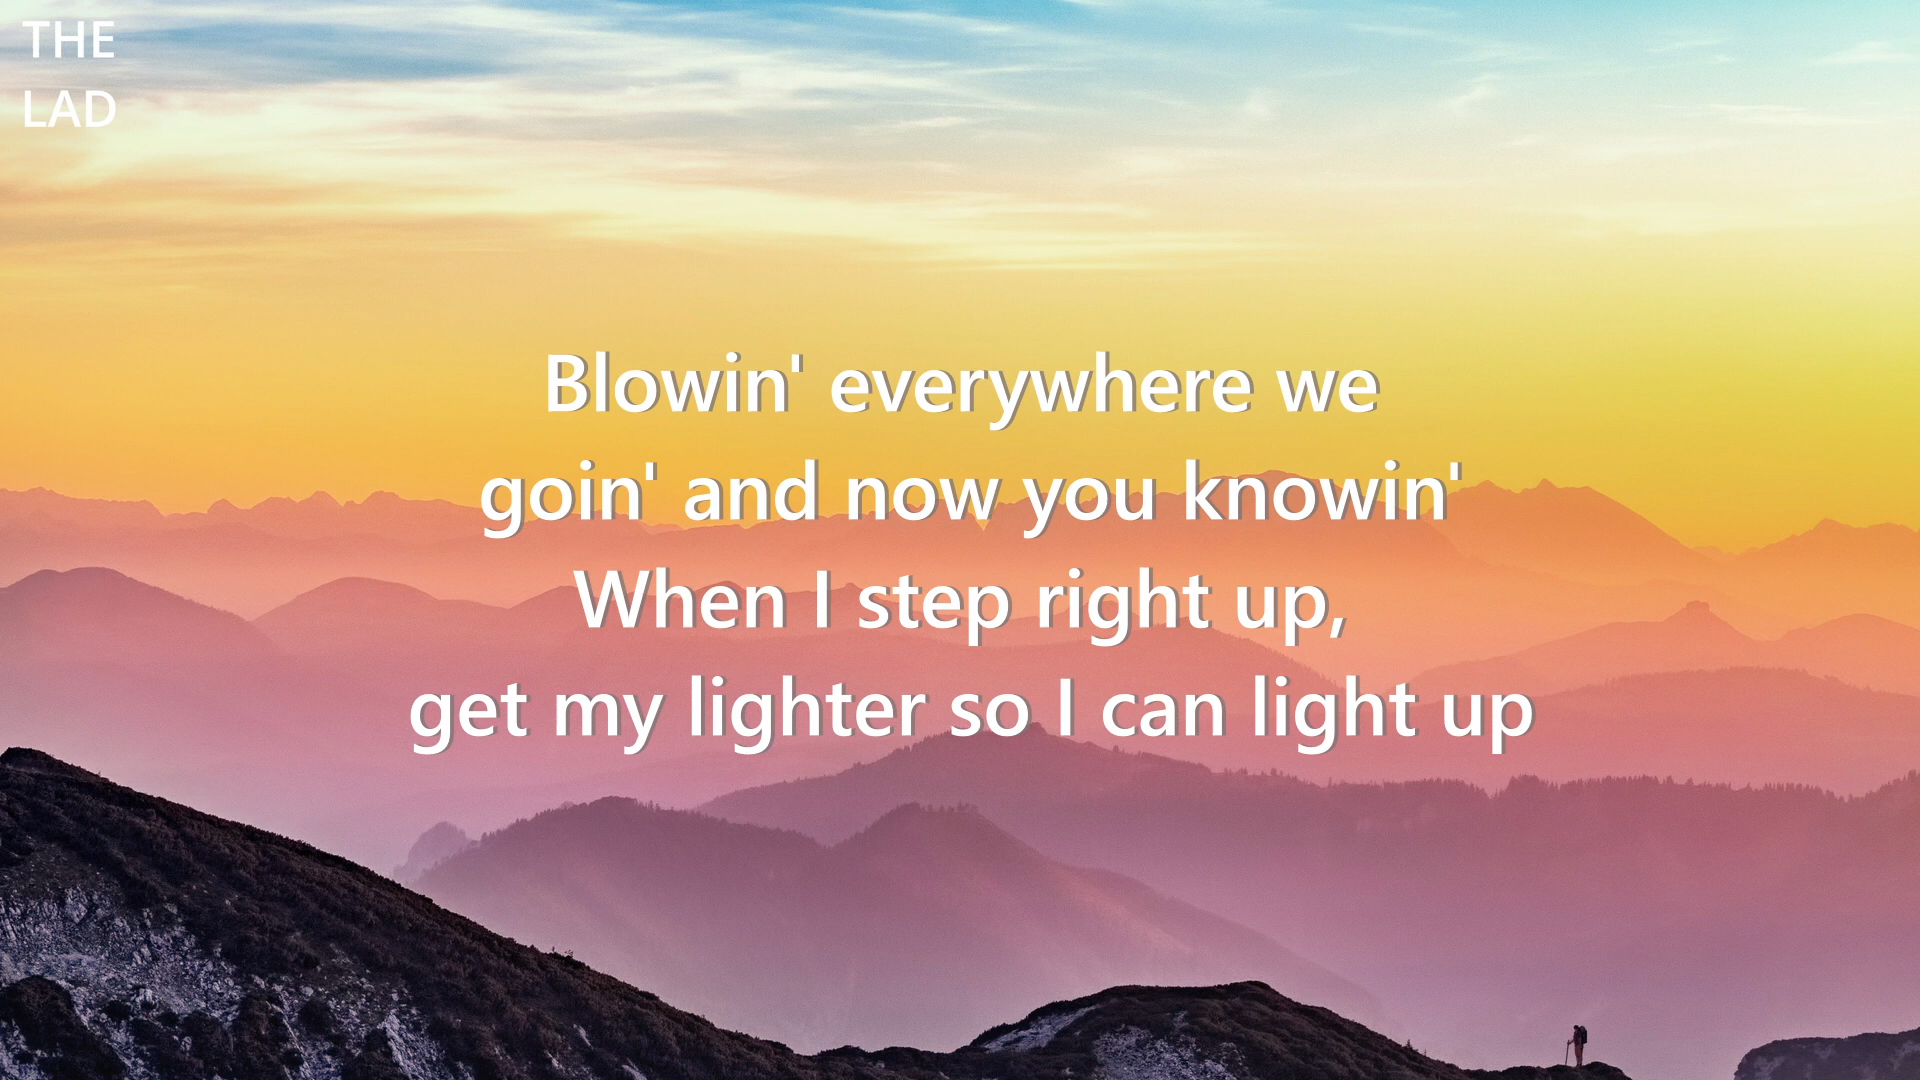 THE
LAD
Blowin' everywhere we
goin' and now you knowin'
When I step right up,
get my lighter so I can light up